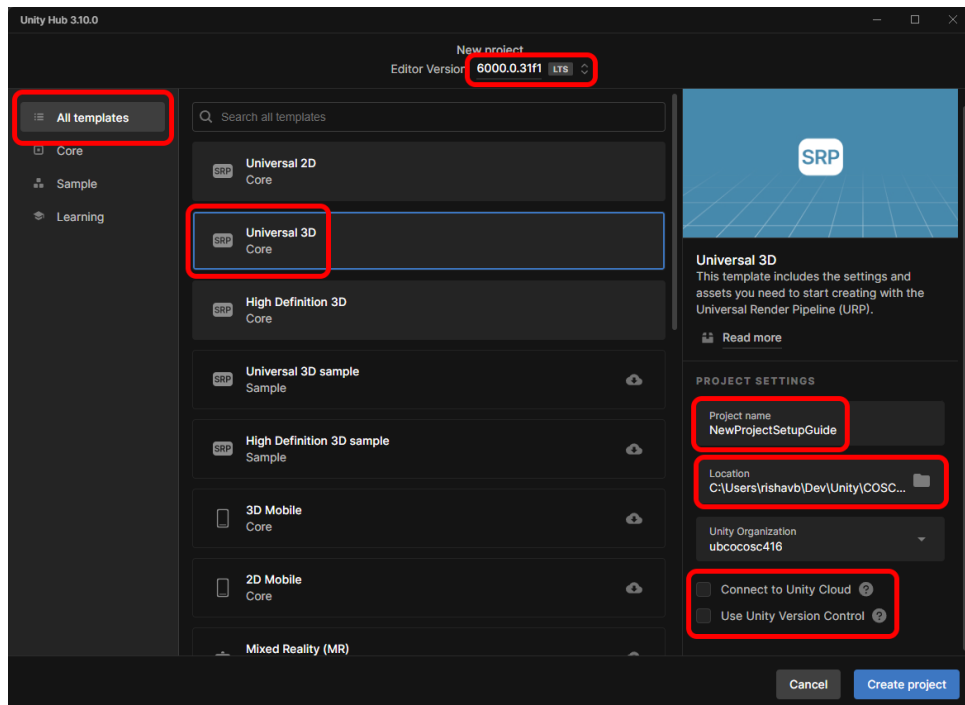 Unity Hub 3.10.0
New project
Editor Version 6000.0.31f1 LTS
All templates
Core
Sample
Learning
Search all templates
SRP
Universal 2D
Core
SRP
Universal 3D
Core
SRP
High Definition 3D
Core
SRP
Universal 3D sample
Sample
SRP
High Definition 3D sample
Sample
3D Mobile
Core
2D Mobile
Core
Mixed Reality (MR)
SRP
Universal 3D
This template includes the settings and
assets you need to start creating with the
Universal Render Pipeline (URP).
Read more
PROJECT SETTINGS
Project name
NewProjectSetupGuide
Location
C:\Users\rishavb\Dev\Unity\COSC...
Unity Organization
ubcocosc416
Connect to Unity Cloud ?
Use Unity Version Control ?
Cancel
Create project